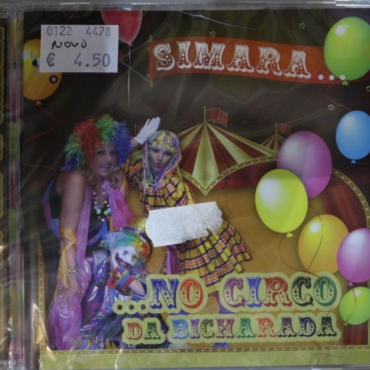 0122 4478
NOVO
€ 4.50
SIMARA...
...NO CIRCO
DA BICHARADA